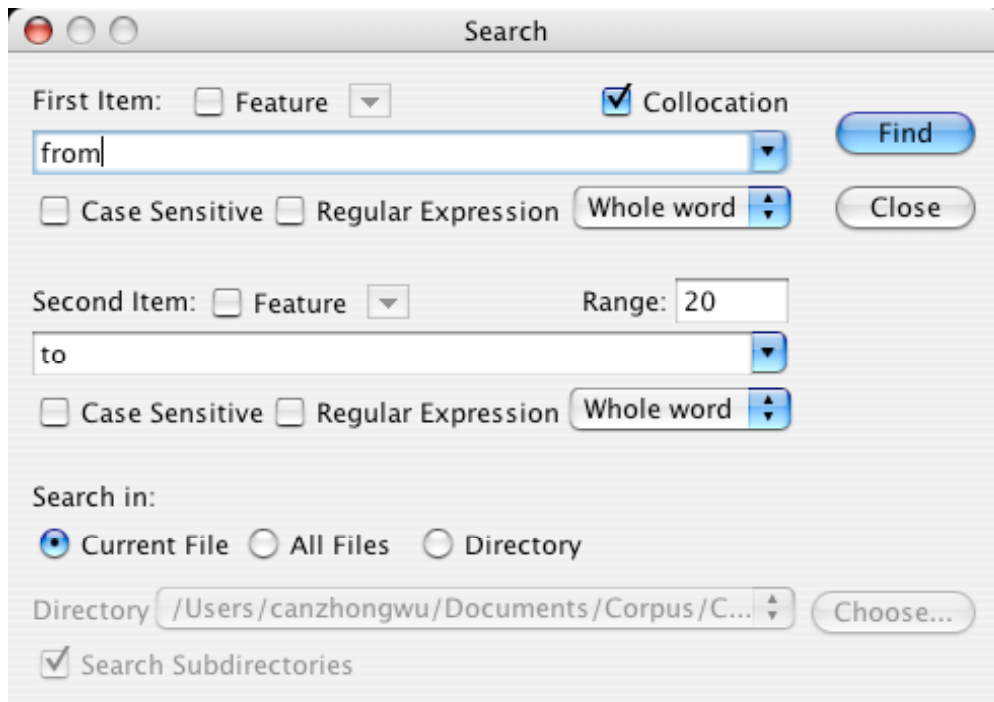 Search
First Item: Feature Collocation
from Find
Case Sensitive Regular Expression Whole word Close
Second Item: Feature Range: 20
to
Case Sensitive Regular Expression Whole word
Search in:
Current File All Files Directory
Directory /Users/canzhongwu/Documents/Corpus/C... Choose...
Search Subdirectories